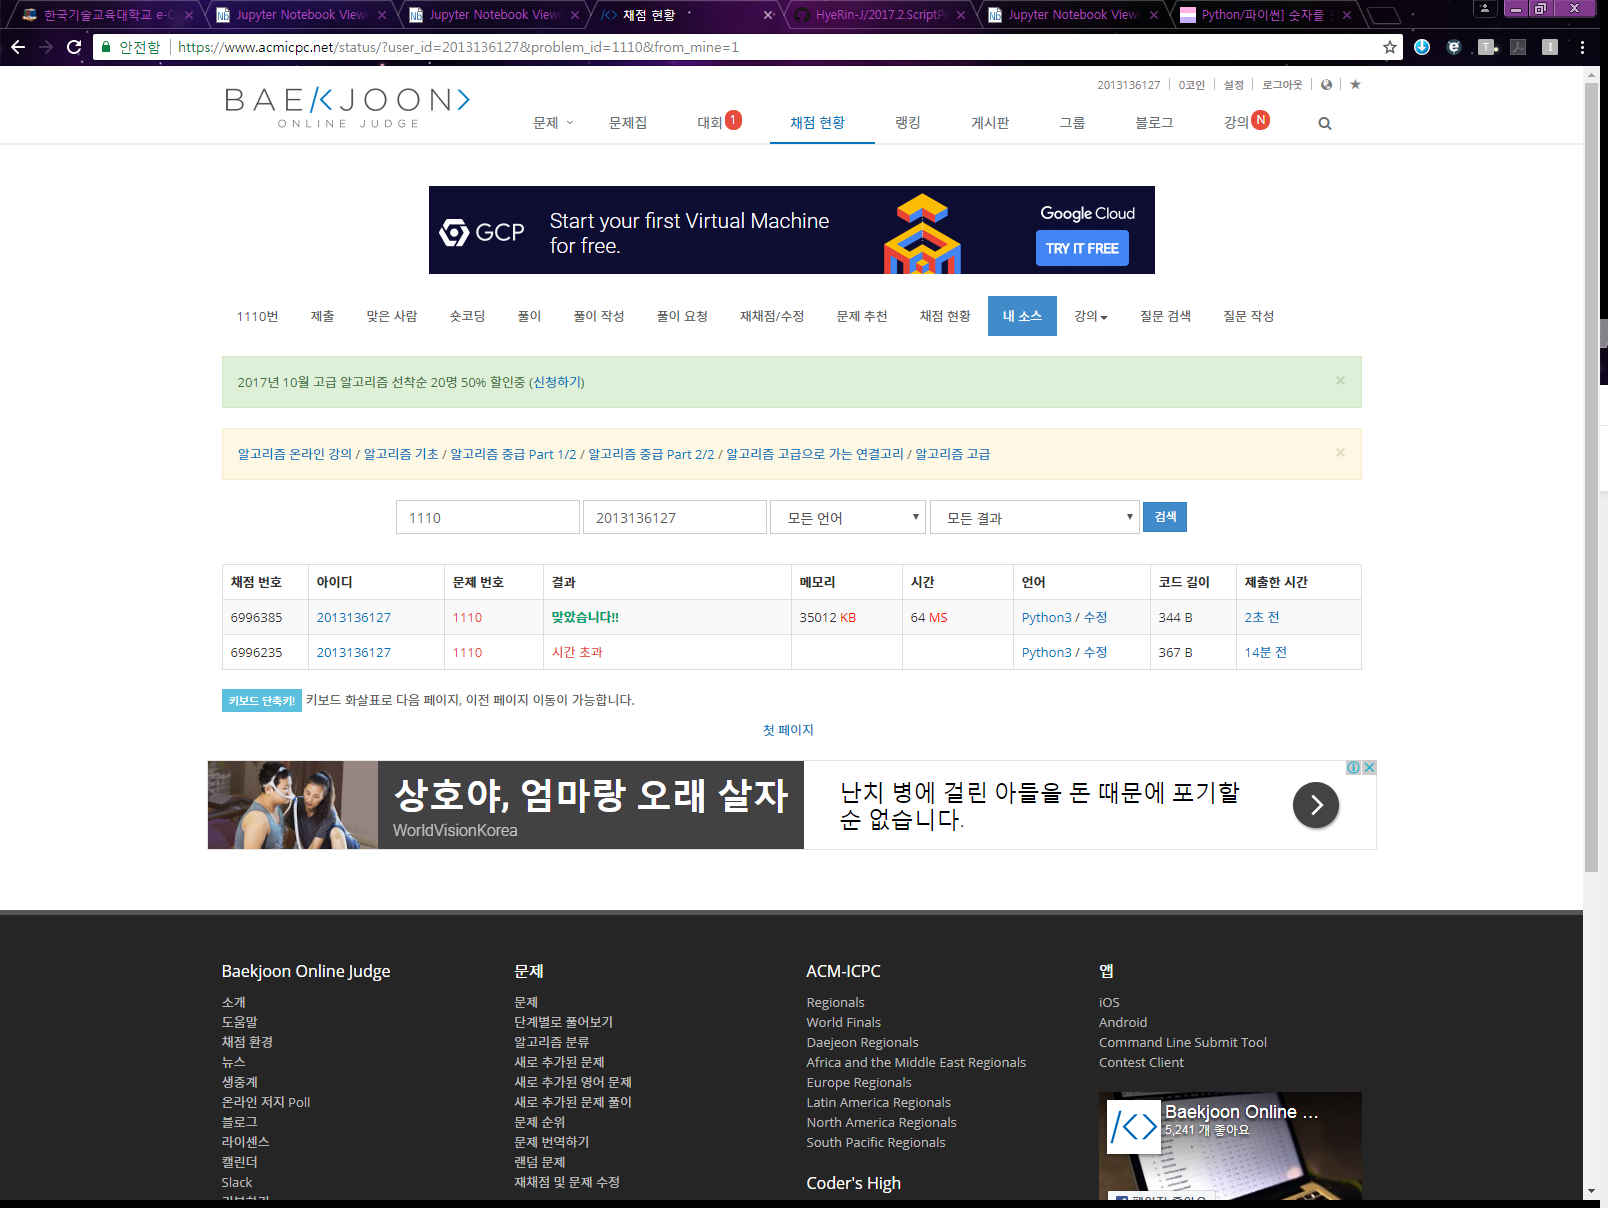 한국기술교육대학교 e-C
Jupyter Notebook Viewe
Jupyter Notebook Viewe
채점 현황
HyeRin-J/2017.2.ScriptPr
Jupyter Notebook Viewe
Python/파이썬] 숫자를
안전함 https://www.acmicpc.net/status/?user_id=2013136127&problem_id=1110&from_mine=1
2013136127 0코인 설정 로그아웃
BAE/<JOON>
ONLINE JUDGE
문제 문제집 대회 1 채점 현황 랭킹 게시판 그룹 블로그 강의 N
GCP
Start your first Virtual Machine
for free.
Google Cloud
TRY IT FREE
1110번 제출 맞은 사람 숏코딩 풀이 풀이 작성 풀이 요청 재채점/수정 문제 추천 채점 현황 내 소스 강의 질문 검색 질문 작성
2017년 10월 고급 알고리즘 선착순 20명 50% 할인중 (신청하기) ×
알고리즘 온라인 강의 / 알고리즘 기초 / 알고리즘 중급 Part 1/2 / 알고리즘 중급 Part 2/2 / 알고리즘 고급으로 가는 연결고리 / 알고리즘 고급 ×
1110 2013136127 모든 언어 모든 결과 검색
채점 번호 아이디 문제 번호 결과 메모리 시간 언어 코드 길이 제출한 시간
6996385 2013136127 1110 맞았습니다!! 35012 KB 64 MS Python3 / 수정 344 B 2초 전
6996235 2013136127 1110 시간 초과 Python3 / 수정 367 B 14분 전
키보드 단축키! 키보드 화살표로 다음 페이지, 이전 페이지 이동이 가능합니다.
첫 페이지
상호야, 엄마랑 오래 살자
WorldVisionKorea
난치 병에 걸린 아들을 돈 때문에 포기할
순 없습니다.
Baekjoon Online Judge
소개
도움말
채점 환경
뉴스
생중계
온라인 저지 Poll
블로그
라이센스
캘린더
Slack
문제
문제
단계별로 풀어보기
알고리즘 분류
새로 추가된 문제
새로 추가된 영어 문제
새로 추가된 문제 풀이
문제 순위
문제 번역하기
랜덤 문제
재채점 및 문제 수정
ACM-ICPC
Regionals
World Finals
Daejeon Regionals
Africa and the Middle East Regionals
Europe Regionals
Latin America Regionals
North America Regionals
South Pacific Regionals
Coder's High
앱
iOS
Android
Command Line Submit Tool
Contest Client
Baekjoon Online ...
5,241 개 좋아요